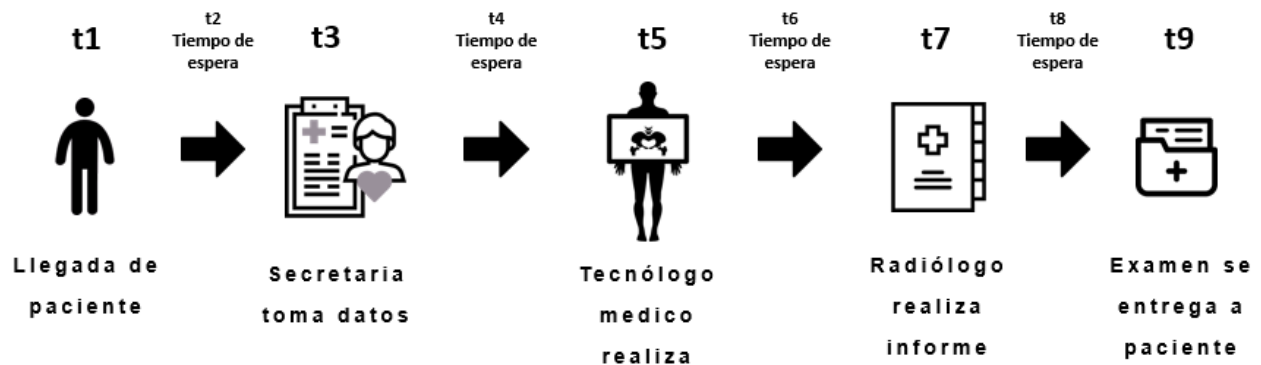 t1
t2
Tiempo de
espera
t3
t4
Tiempo de
espera
t5
t6
Tiempo de
espera
t7
t8
Tiempo de
espera
t9
Llegada de
paciente
Secretaria
toma datos
Tecnólogo
medico
realiza
Radiólogo
realiza
informe
Examen se
entrega a
paciente